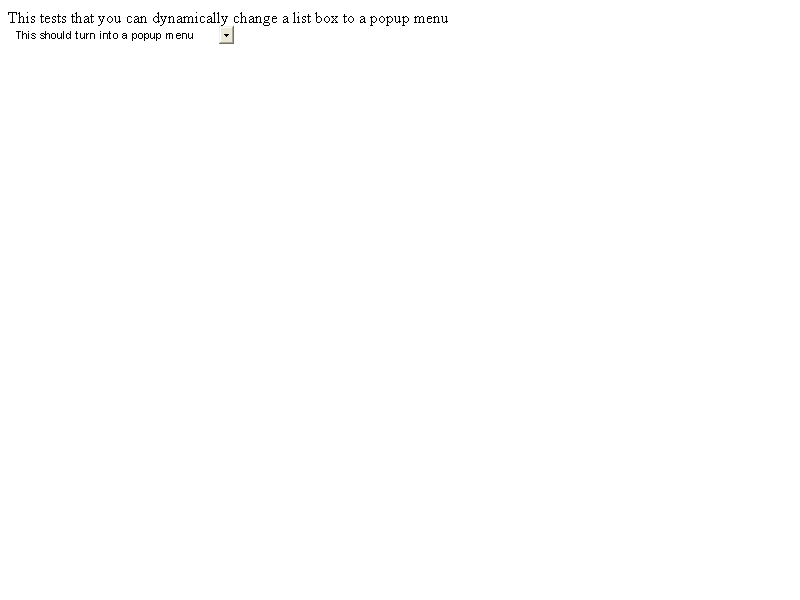 This tests that you can dynamically change a list box to a popup menu
This should turn into a popup menu